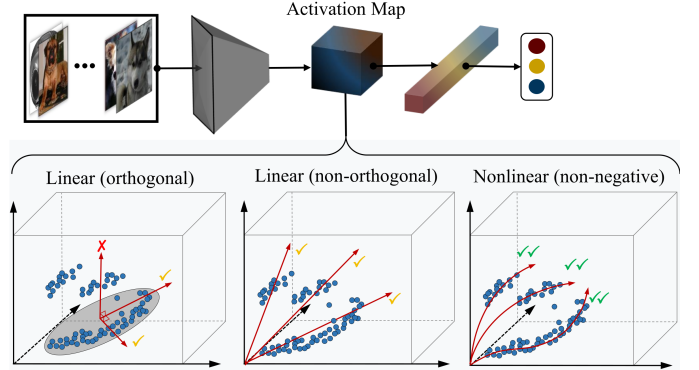 Activation Map
Linear (orthogonal)
Linear (non-orthogonal)
Nonlinear (non-negative)